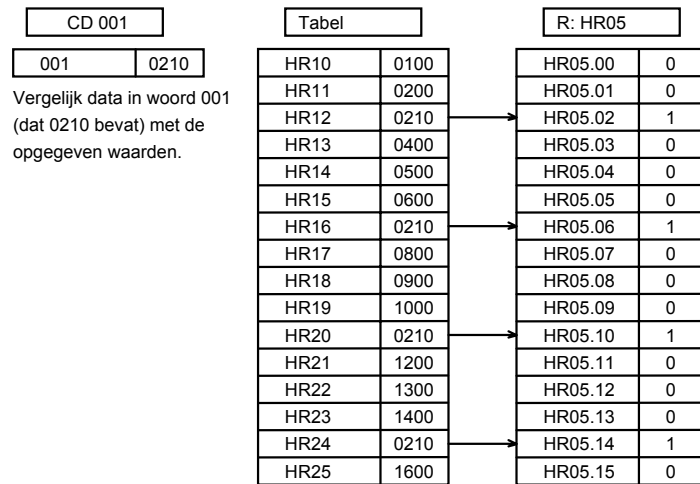 CD 001 Tabel R: HR05
001 0210
Vergelijk data in woord 001
(dat 0210 bevat) met de
opgegeven waarden.
HR10 0100 HR05.00 0
HR11 0200 HR05.01 0
HR12 0210 HR05.02 1
HR13 0400 HR05.03 0
HR14 0500 HR05.04 0
HR15 0600 HR05.05 0
HR16 0210 HR05.06 1
HR17 0800 HR05.07 0
HR18 0900 HR05.08 0
HR19 1000 HR05.09 0
HR20 0210 HR05.10 1
HR21 1200 HR05.11 0
HR22 1300 HR05.12 0
HR23 1400 HR05.13 0
HR24 0210 HR05.14 1
HR25 1600 HR05.15 0